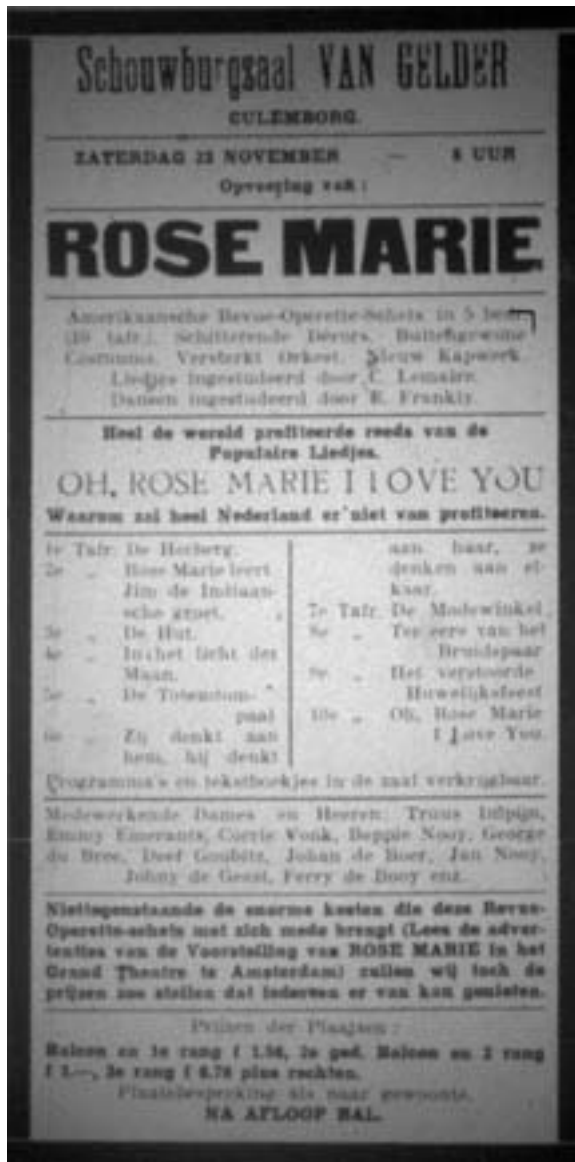 Schouwburgzaal VAN GELDER
CULEMBORG.
ZATERDAG 22 NOVEMBER — 8 UUR
Opvoering van:
ROSE MARIE
Amerikaansche Revue-Operette-Schets in 5 bedr.
(10 tafr.). Schitterende Décors. Buitengewone
Costuums. Versterkt Orkest. Nieuw Kapwerk.
Liedjes ingestudeerd door C. Lemaire.
Dansen ingestudeerd door R. Frankly.
Heel de wereld profiteerde reeds van de
Populaire Liedjes.
OH, ROSE MARIE I LOVE YOU
Waarom zal heel Nederland er niet van profiteeren.
1e Tafr. De Herberg.
2e „ Rose Marie leert
Jim de Indiaan-
sche groet.
3e „ De Hut.
4e „ In het licht der
Maan.
5e „ De Totemtom-
paal
6e „ Zij denkt aan
hem, hij denkt
aan haar, ze
denken aan el-
kaar.
7e Tafr. De Modewinkel.
8e „ Ter eere van het
Bruidspaar
9e „ Het verstoorde
Huwelijksfeest
10e „ Oh, Rose Marie
I Love You.
Programma's en tekstboekjes in de zaal verkrijgbaar.
Medewerkende Dames en Heeren: Truus
Emmy Emerants, Corrie Vonk, Beppie Nooy, George
du Bree, Deef Goubitz, Johan de Boer, Jan Nooy,
Johny de Geest, Ferry de Booy enz.
Niettegenstaande de enorme kosten die deze Revue-
Operette-schets met zich mede brengt (Lees de adver-
tenties van de Voorstelling van ROSE MARIE in het
Grand Theatre te Amsterdam) zullen wij toch de
prijzen zoo stellen dat iedereen er van kan genieten.
Prijzen der Plaatsen:
Balcon en 1e rang f 1.50, 2e ged. Balcon en 2 rang
f 1.—, 3e rang f 0.70 plus rechten.
Plaatsbespreking als naar gewoonte.
NA AFLOOP BAL.